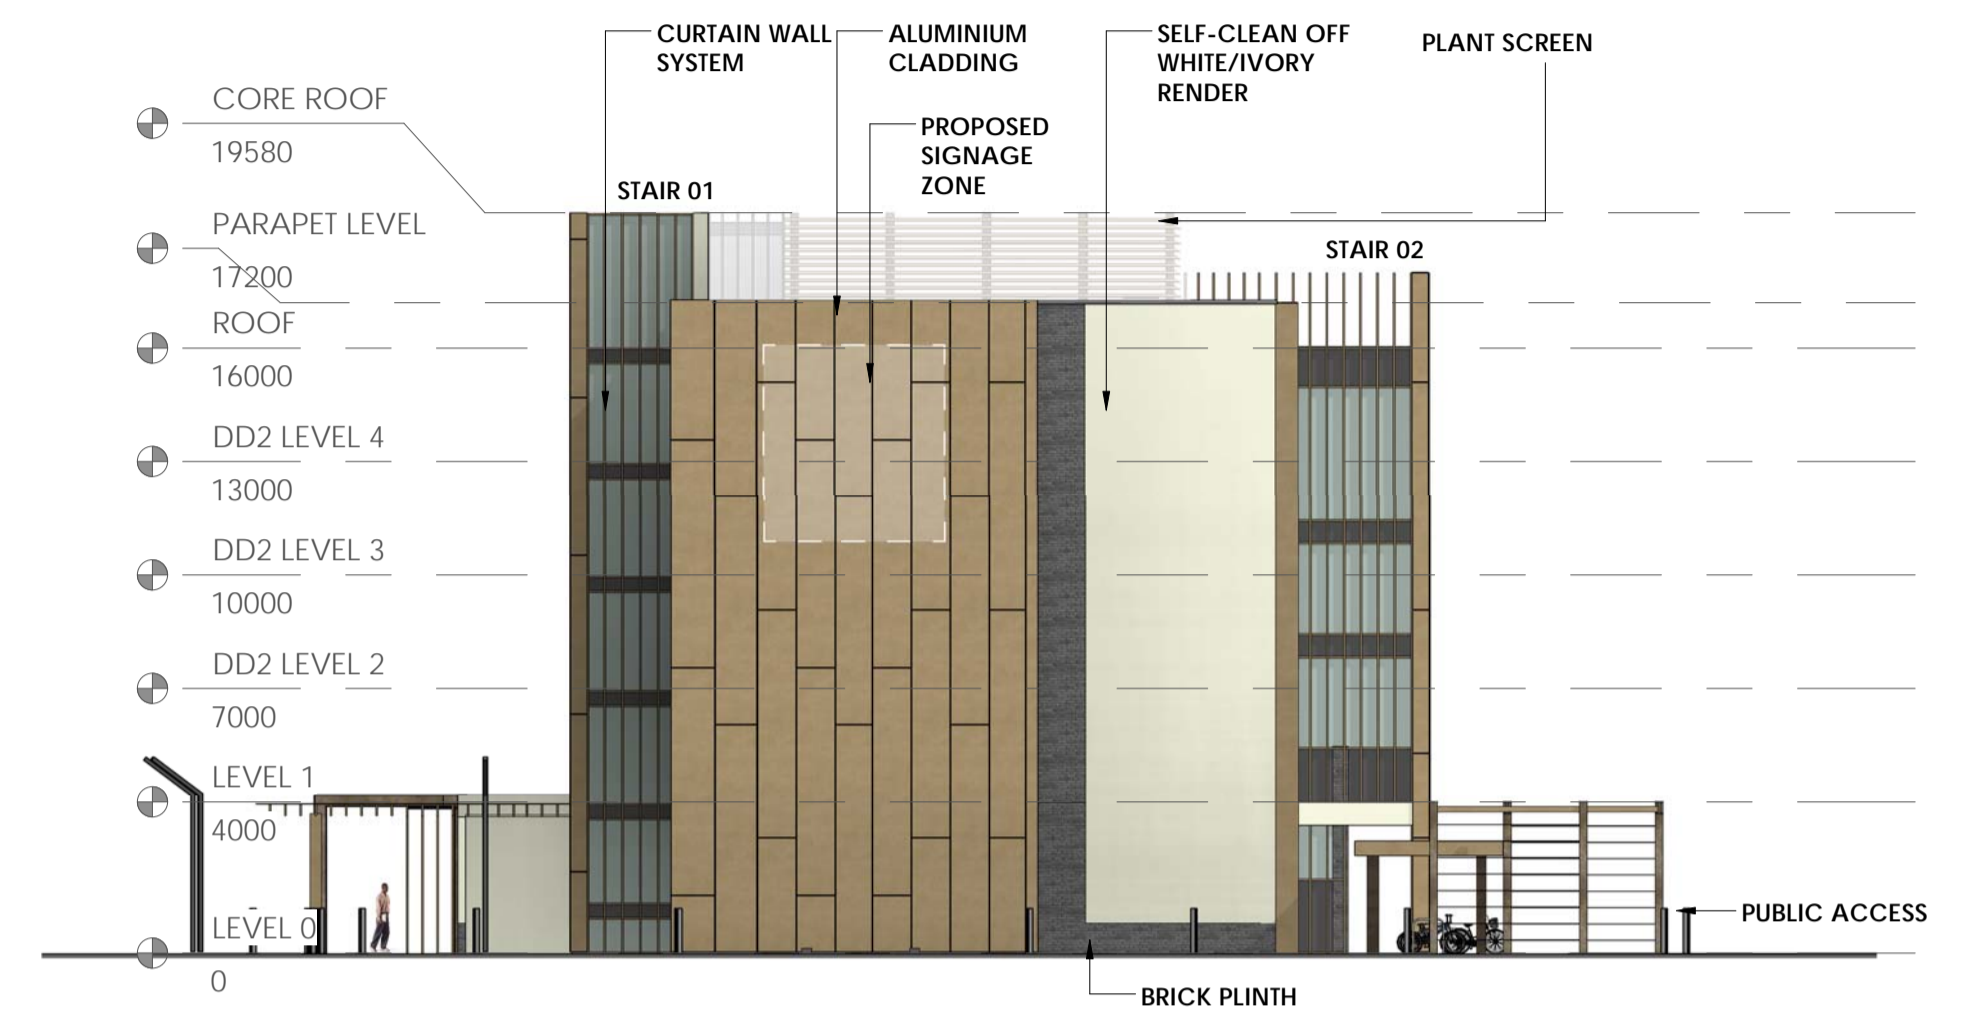 CURTAIN WALL
SYSTEM
ALUMINIUM
CLADDING
SELF-CLEAN OFF
WHITE/IVORY
RENDER
PLANT SCREEN
PROPOSED
SIGNAGE
ZONE
STAIR 01
STAIR 02
CORE ROOF
19580
PARAPET LEVEL
17200
ROOF
16000
DD2 LEVEL 4
13000
DD2 LEVEL 3
10000
DD2 LEVEL 2
7000
LEVEL 1
4000
LEVEL 0
0
PUBLIC ACCESS
BRICK PLINTH